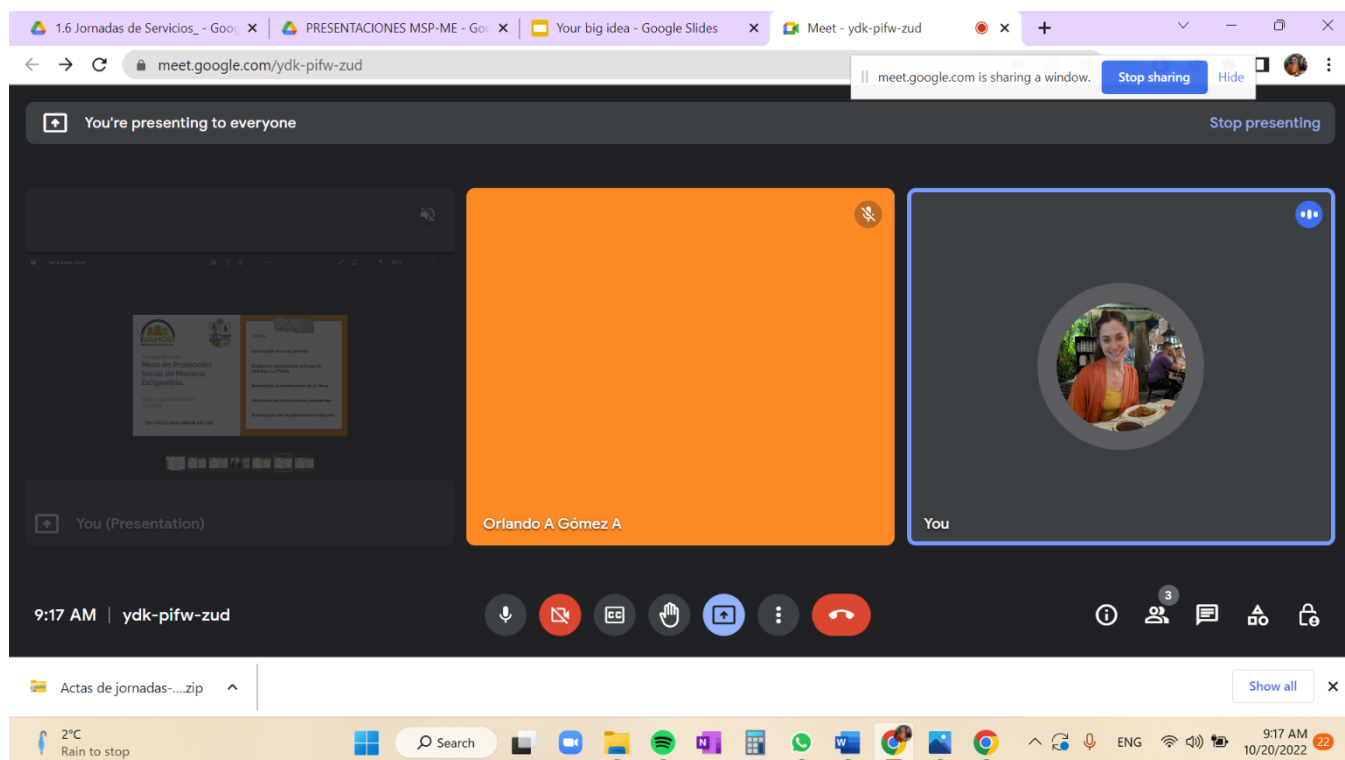 1.6 Jornadas de Servicios_ - Goog
PRESENTACIONES MSP-ME - Goo
Your big idea - Google Slides
Meet - ydk-pifw-zud
meet.google.com/ydk-pifw-zud
meet.google.com is sharing a window.
Stop sharing
Hide
You're presenting to everyone
Stop presenting
VAMOS
Mesa de Protección
Social de Mariscal
Estigarribia.
You (Presentation)
Orlando A Gómez A
You
9:17 AM | ydk-pifw-zud
3
Actas de jornadas-....zip
Show all
2°C
Rain to stop
Search
ENG
9:17 AM
10/20/2022
22